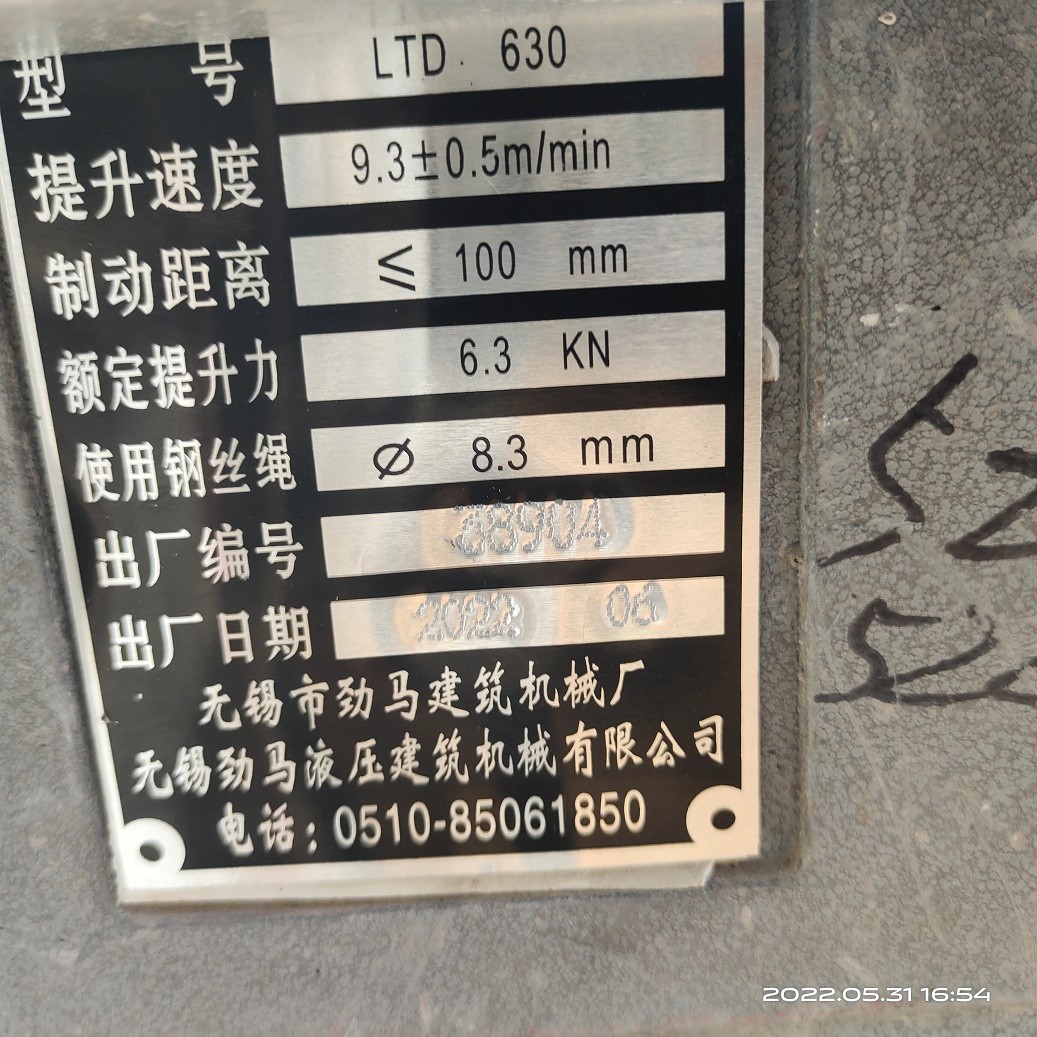 型 号 LTD 630
提升速度 9.3±0.5m/min
制动距离 ≤ 100 mm
额定提升力 6.3 KN
使用钢丝绳 Ø 8.3 mm
出厂编号
出厂日期 2022
无锡市劲马建筑机械厂
无锡劲马液压建筑机械有限公司
电话：0510-85061850
2022.05.31 16:54